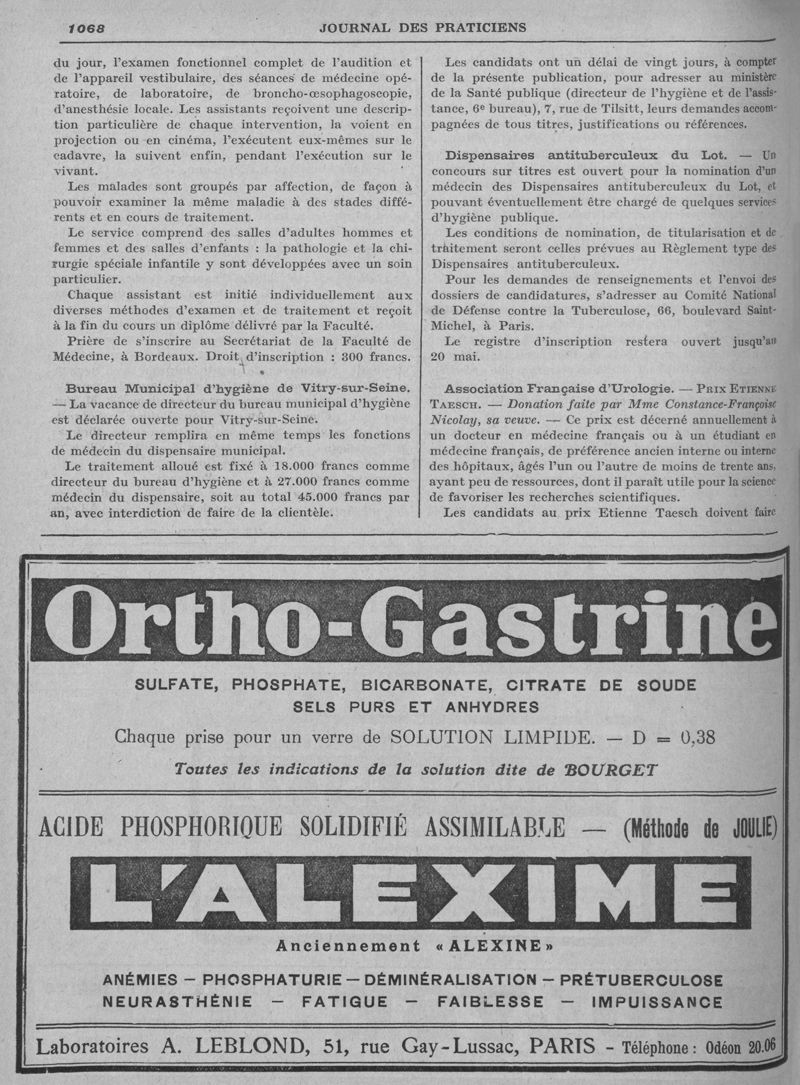 1068
JOURNAL DES PRATICIENS
du jour, l'examen fonctionnel complet de l'audition et
de l'appareil vestibulaire, des séances de médecine opé-
ratoire, de laboratoire, de broncho-œsophagoscopie,
d'anesthésie locale. Les assistants reçoivent une descrip-
tion particulière de chaque intervention, la voient en
projection ou en cinéma, l'exécutent eux-mêmes sur le
cadavre, la suivent enfin, pendant l'exécution sur le
vivant.
Les malades sont groupés par affection, de façon à
pouvoir examiner la même maladie à des stades diffé-
rents et en cours de traitement.
Le service comprend des salles d'adultes hommes et
femmes et des salles d'enfants : la pathologie et la chi-
rurgie spéciale infantile y sont développées avec un soin
particulier.
Chaque assistant est initié individuellement aux
diverses méthodes d'examen et de traitement et reçoit
à la fin du cours un diplôme délivré par la Faculté.
Prière de s'inscrire au Secrétariat de la Faculté de
Médecine, à Bordeaux. Droit d'inscription : 300 francs.
Bureau Municipal d'hygiène de Vitry-sur-Seine.
— La vacance de directeur du bureau municipal d'hygiène
est déclarée ouverte pour Vitry-sur-Seine.
Le directeur remplira en même temps les fonctions
de médecin du dispensaire municipal.
Le traitement alloué est fixé à 18.000 francs comme
directeur du bureau d'hygiène et à 27.000 francs comme
médecin du dispensaire, soit au total 45.000 francs par
an, avec interdiction de faire de la clientèle.
Les candidats ont un délai de vingt jours, à compter
de la présente publication, pour adresser au ministère
de la Santé publique (directeur de l'hygiène et de l'assis-
tance, 6e bureau), 7, rue de Tilsitt, leurs demandes accom-
pagnées de tous titres, justifications ou références.
Dispensaires antituberculeux du Lot. — Un
concours sur titres est ouvert pour la nomination d'un
médecin des Dispensaires antituberculeux du Lot, et
pouvant éventuellement être chargé de quelques services
d'hygiène publique.
Les conditions de nomination, de titularisation et de
traitement seront celles prévues au Règlement type des
Dispensaires antituberculeux.
Pour les demandes de renseignements et l'envoi des
dossiers de candidatures, s'adresser au Comité National
de Défense contre la Tuberculose, 66, boulevard Saint-
Michel, à Paris.
Le registre d'inscription restera ouvert jusqu'au
20 mai.
Association Française d'Urologie. — PRIX ETIENNE
TAESCH. — Donation faite par Mme Constance-Françoise
Nicolay, sa veuve. — Ce prix est décerné annuellement à
un docteur en médecine français ou à un étudiant en
médecine français, de préférence ancien interne ou interne
des hôpitaux, âgés l'un ou l'autre de moins de trente ans,
ayant peu de ressources, dont il paraît utile pour la science
de favoriser les recherches scientifiques.
Les candidats au prix Etienne Taesch doivent faire
Ortho-Gastrine
SULFATE, PHOSPHATE, BICARBONATE, CITRATE DE SOUDE
SELS PURS ET ANHYDRES
Chaque prise pour un verre de SOLUTION LIMPIDE. — D = 0,38
Toutes les indications de la solution dite de BOURGET
ACIDE PHOSPHORIQUE SOLIDIFIÉ ASSIMILABLE — (Méthode de JOULIE)
L'ALEXIME
Anciennement « ALEXINE »
ANÉMIES — PHOSPHATURIE — DÉMINÉRALISATION — PRÉTUBERCULOSE
NEURASTHÉNIE — FATIGUE — FAIBLESSE — IMPUISSANCE
Laboratoires A. LEBLOND, 51, rue Gay-Lussac, PARIS - Téléphone : Odéon 20.06